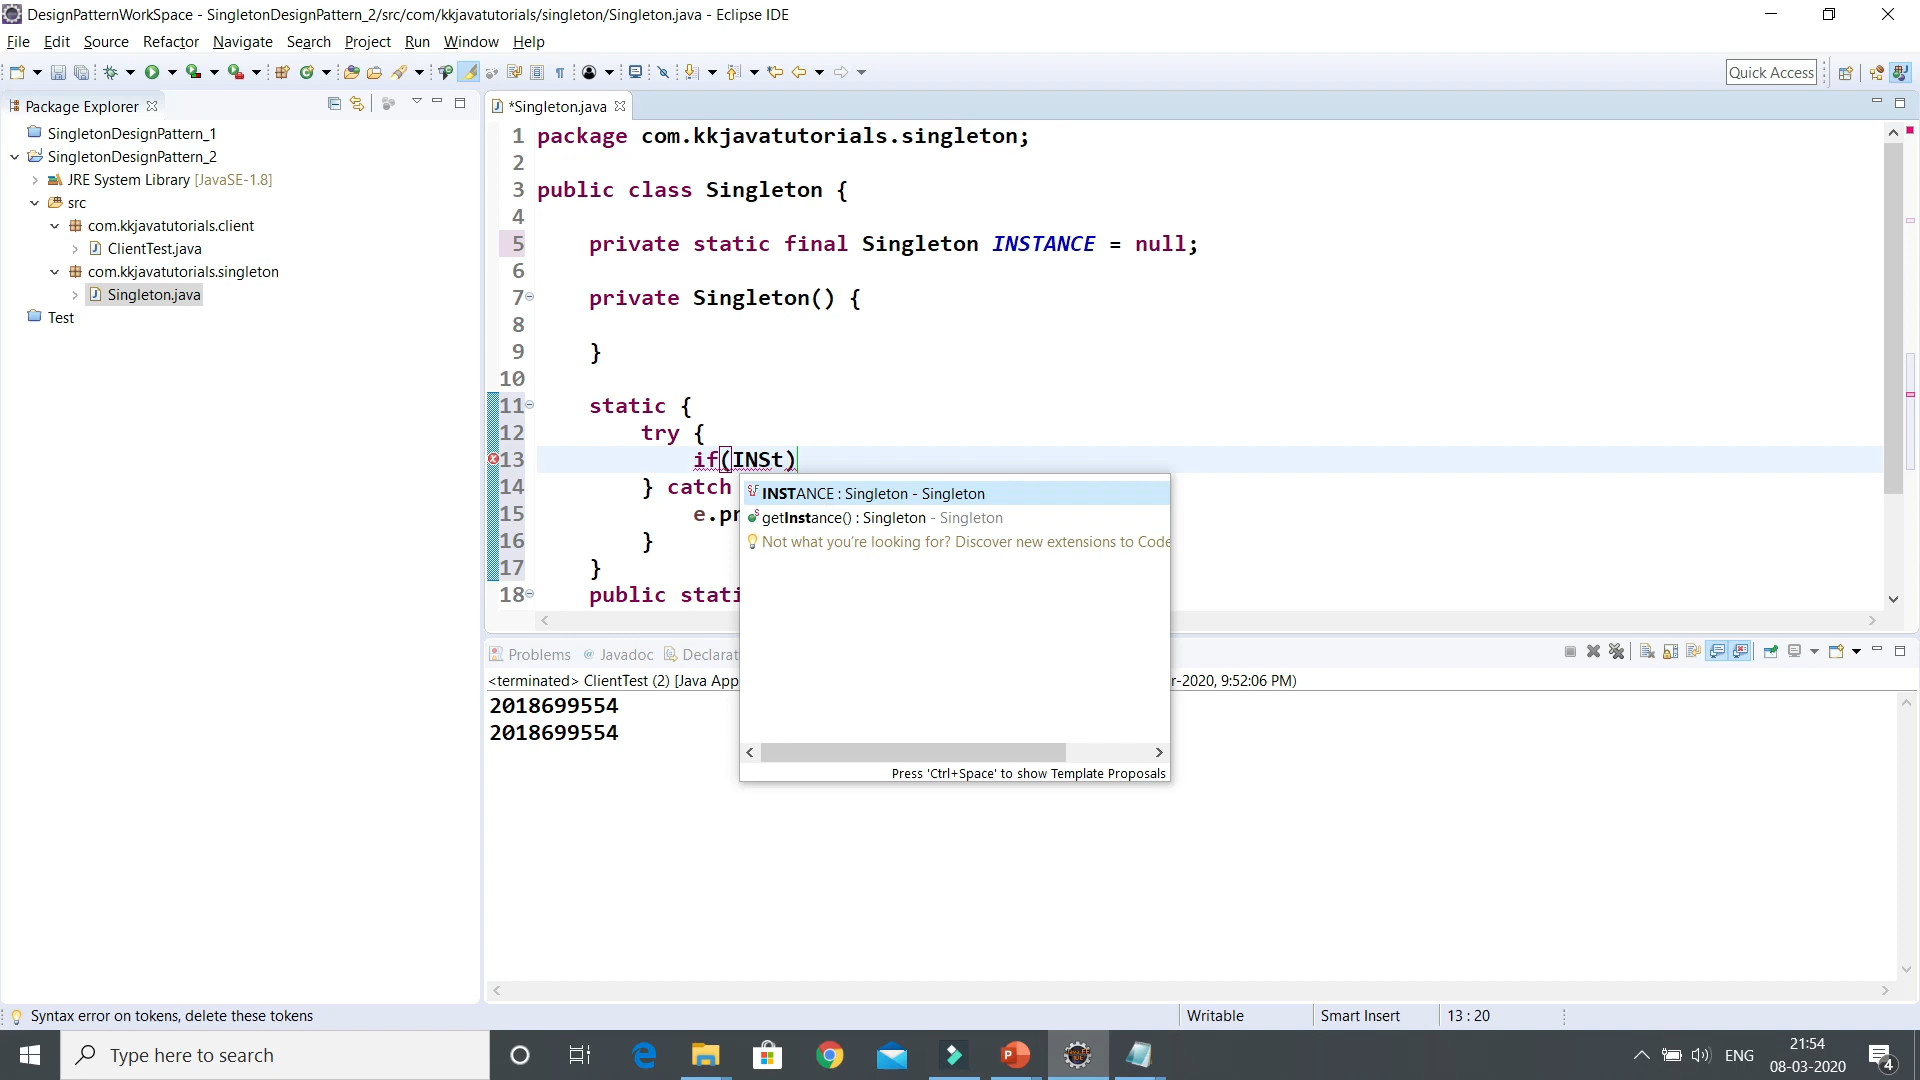 DesignPatternWorkSpace - SingletonDesignPattern_2/src/com/kkjavatutorials/singleton/Singleton.java - Eclipse IDE
File Edit Source Refactor Navigate Search Project Run Window Help
Quick Access
Package Explorer
SingletonDesignPattern_1
SingletonDesignPattern_2
JRE System Library [JavaSE-1.8]
src
com.kkjavatutorials.client
ClientTest.java
com.kkjavatutorials.singleton
Singleton.java
Test
*Singleton.java
1 package com.kkjavatutorials.singleton;
2
3 public class Singleton {
4
5 private static final Singleton INSTANCE = null;
6
7 private Singleton() {
8
9 }
10
11 static {
12 try {
13 if(INSt)
14 } catch
15 e.pr
16 }
17 }
18 public stati
INSTANCE : Singleton - Singleton
getInstance() : Singleton - Singleton
Not what you're looking for? Discover new extensions to Code
Press 'Ctrl+Space' to show Template Proposals
Problems Javadoc Declarat
<terminated> ClientTest (2) [Java App r-2020, 9:52:06 PM)
2018699554
2018699554
Syntax error on tokens, delete these tokens
Writable
Smart Insert
13 : 20
Type here to search
ENG
21:54
08-03-2020
4